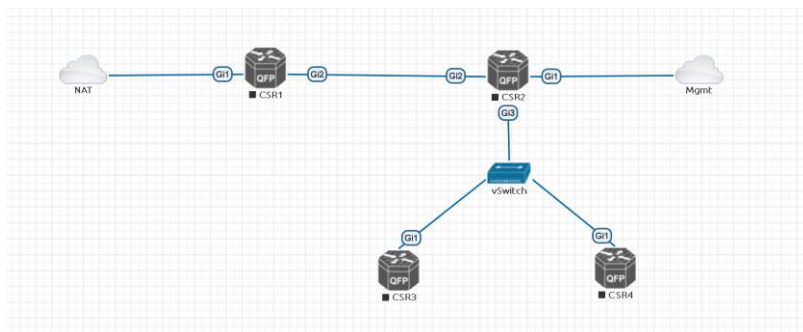 Gi1
QFP
Gi2
Gi2
QFP
Gi1
NAT
CSR1
CSR2
Mgmt
Gi3
vSwitch
Gi1
Gi1
QFP
QFP
CSR3
CSR4